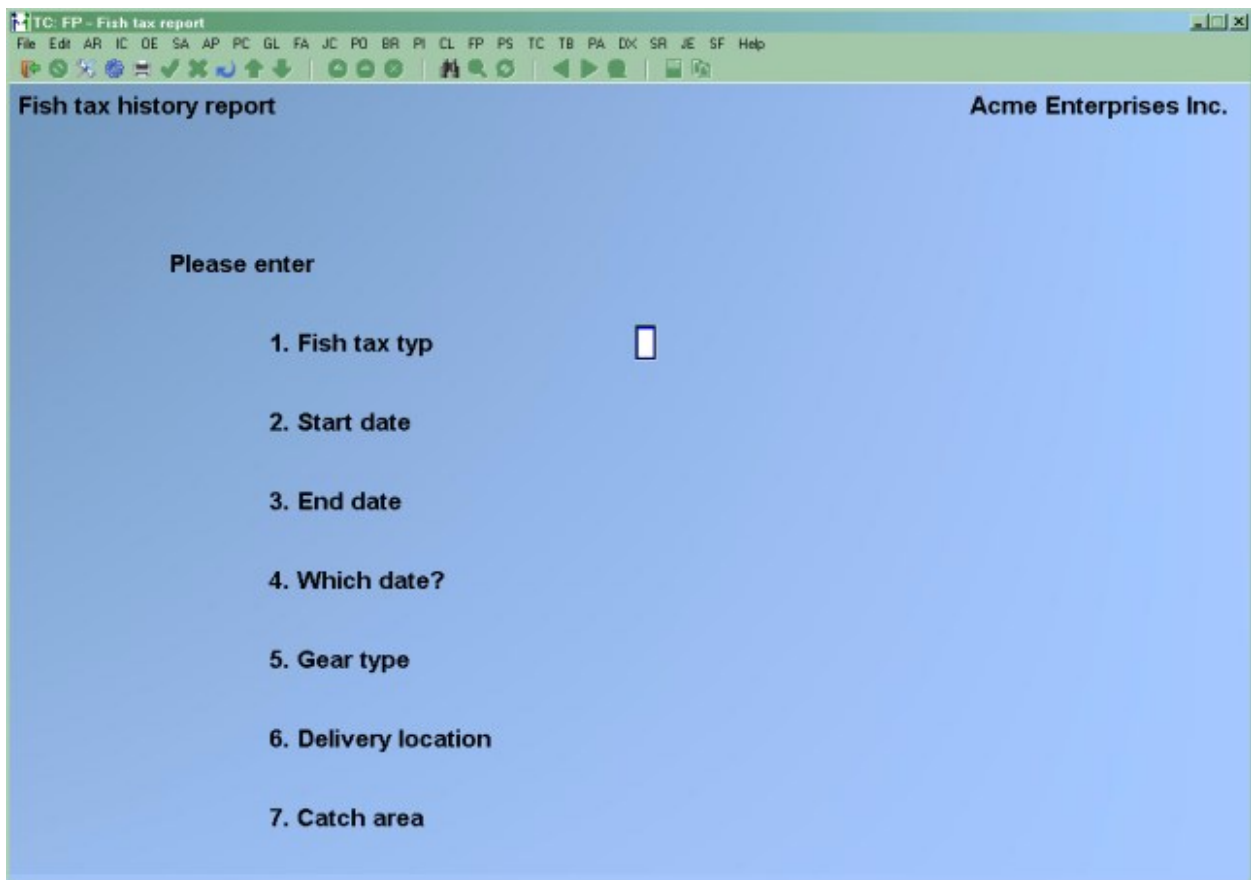 TC: FP - Fish tax report
File Edit AR IC OE SA AP PC GL FA JC PO BR PI CL FP PS TC TB PA DX SR JE SF Help
Fish tax history report Acme Enterprises Inc.
Please enter
1. Fish tax typ
2. Start date
3. End date
4. Which date?
5. Gear type
6. Delivery location
7. Catch area